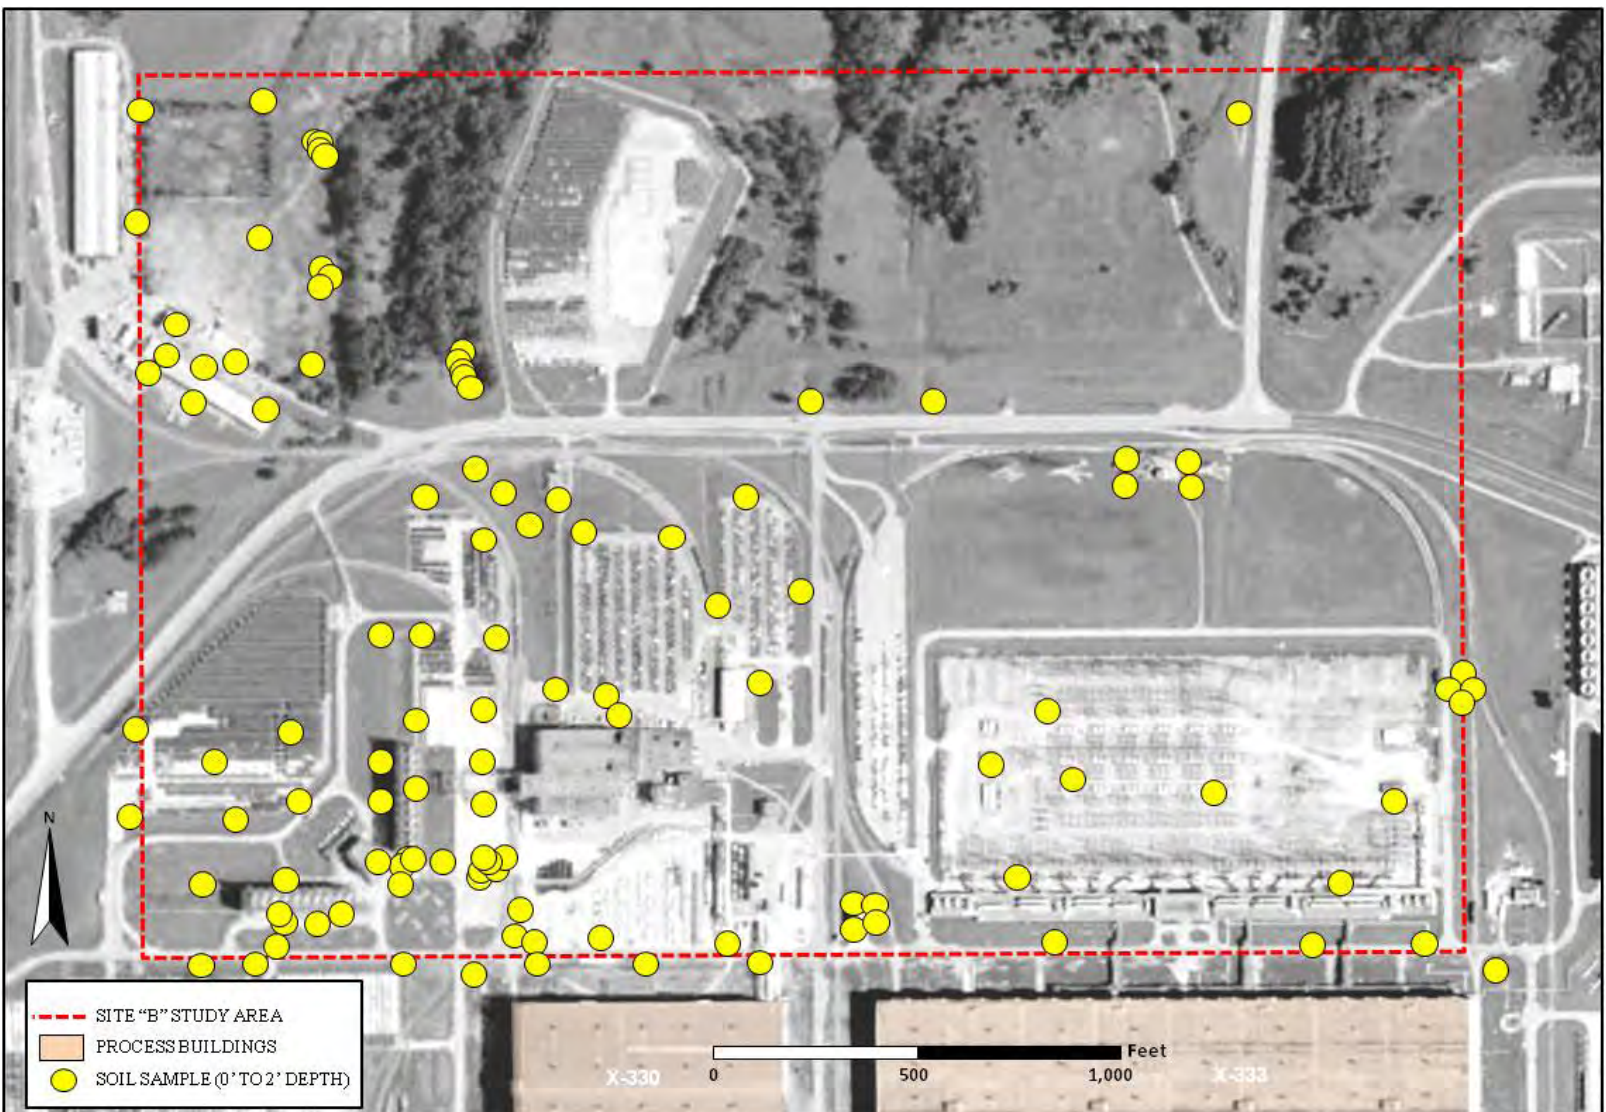 N
SITE "B" STUDY AREA
PROCESS BUILDINGS
SOIL SAMPLE (0' TO 2' DEPTH)
Feet
X-330 0 500 1,000 X-333